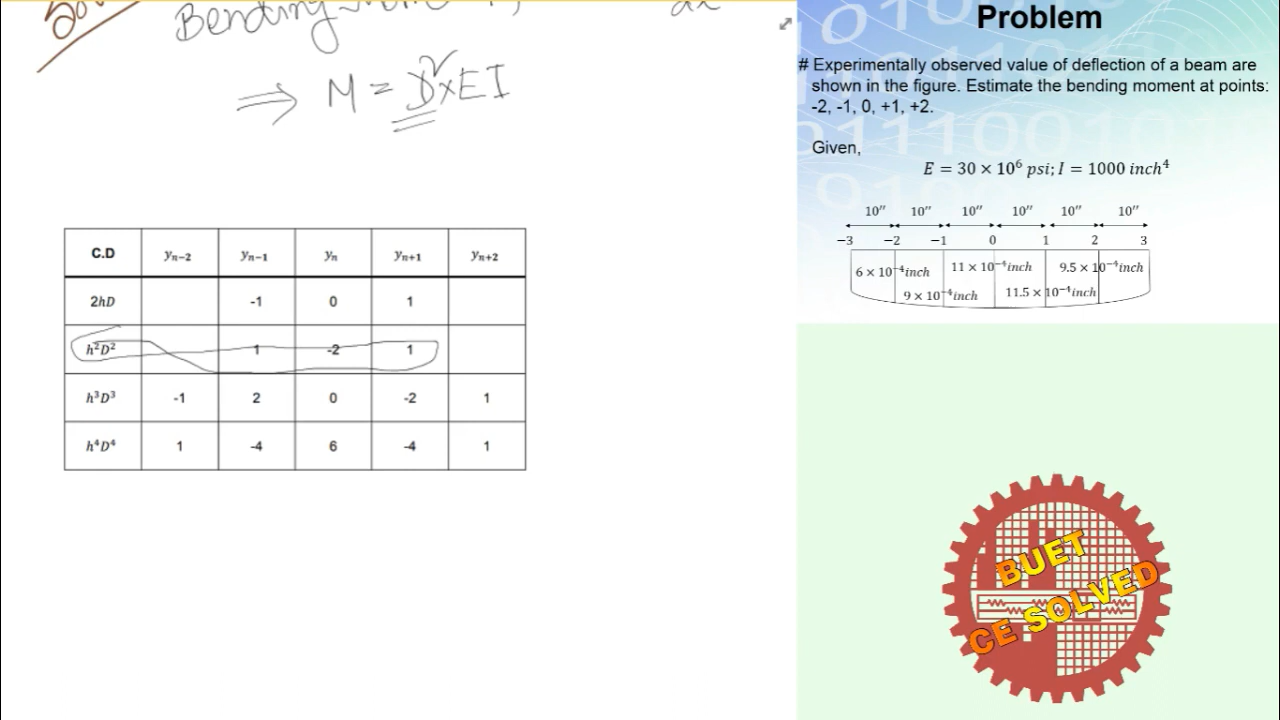 Bending
⇒ M = D²×EI
C.D yₙ₋₂ yₙ₋₁ yₙ yₙ₊₁ yₙ₊₂
2hD -1 0 1
h²D² 1 -2 1
h³D³ -1 2 0 -2 1
h⁴D⁴ 1 -4 6 -4 1
Problem
# Experimentally observed value of deflection of a beam are
shown in the figure. Estimate the bending moment at points:
-2, -1, 0, +1, +2.
Given,
E = 30 × 10⁶ psi; I = 1000 inch⁴
10″ 10″ 10″ 10″ 10″ 10″
−3 −2 −1 0 1 2 3
6 × 10⁻⁴inch 11 × 10⁻⁴inch 9.5 × 10⁻⁴inch
9 × 10⁻⁴inch 11.5 × 10⁻⁴inch
BUET
CE SOLVED